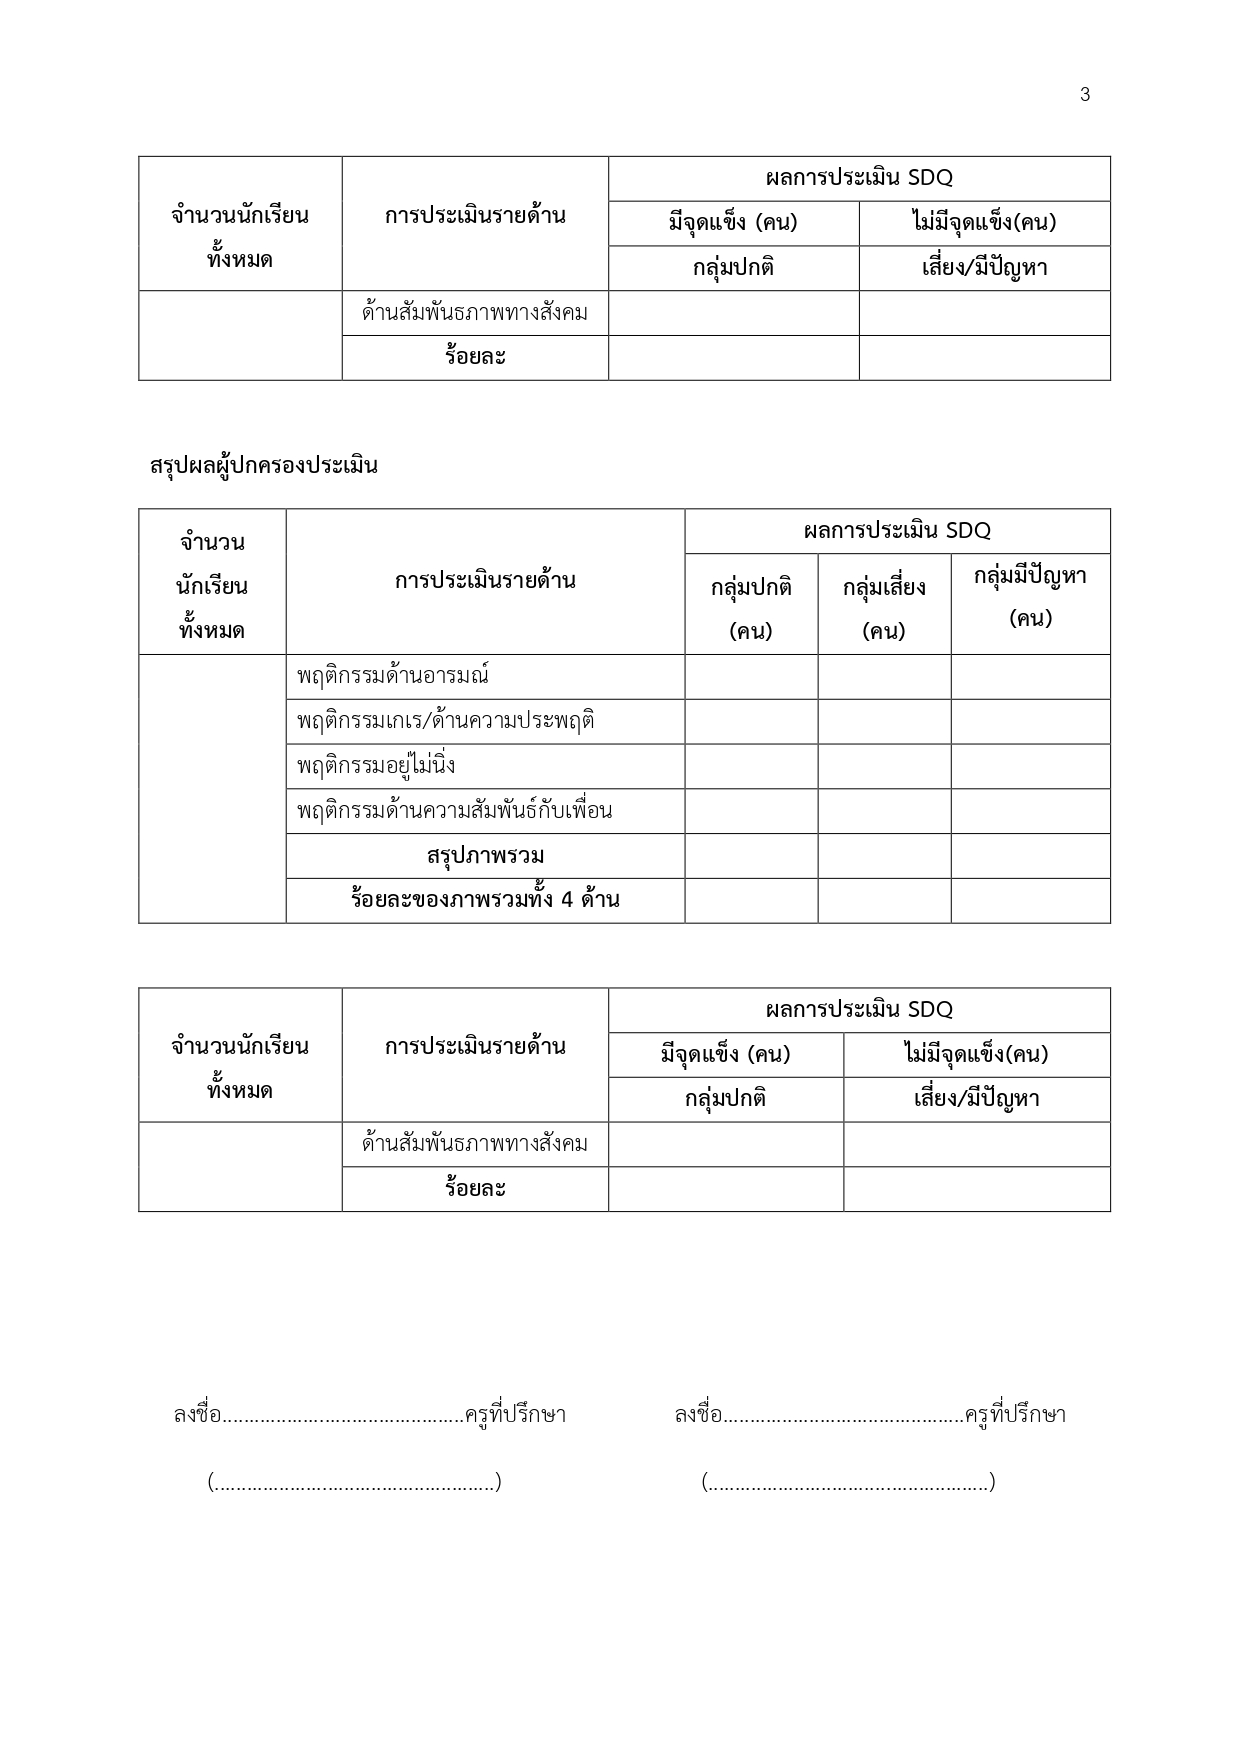 3
ผลการประเมิน SDQ
จำนวนนักเรียน
ทั้งหมด
การประเมินรายด้าน
มีจุดแข็ง (คน)
ไม่มีจุดแข็ง(คน)
กลุ่มปกติ
เสี่ยง/มีปัญหา
ด้านสัมพันธภาพทางสังคม
ร้อยละ
สรุปผลผู้ปกครองประเมิน
จำนวน
นักเรียน
ทั้งหมด
การประเมินรายด้าน
ผลการประเมิน SDQ
กลุ่มปกติ
(คน)
กลุ่มเสี่ยง
(คน)
กลุ่มมีปัญหา
(คน)
พฤติกรรมด้านอารมณ์
พฤติกรรมเกเร/ด้านความประพฤติ
พฤติกรรมอยู่ไม่นิ่ง
พฤติกรรมด้านความสัมพันธ์กับเพื่อน
สรุปภาพรวม
ร้อยละของภาพรวมทั้ง 4 ด้าน
ผลการประเมิน SDQ
จำนวนนักเรียน
ทั้งหมด
การประเมินรายด้าน
มีจุดแข็ง (คน)
ไม่มีจุดแข็ง(คน)
กลุ่มปกติ
เสี่ยง/มีปัญหา
ด้านสัมพันธภาพทางสังคม
ร้อยละ
ลงชื่อ.............................................ครูที่ปรึกษา
ลงชื่อ.............................................ครูที่ปรึกษา
(....................................................)
(....................................................)